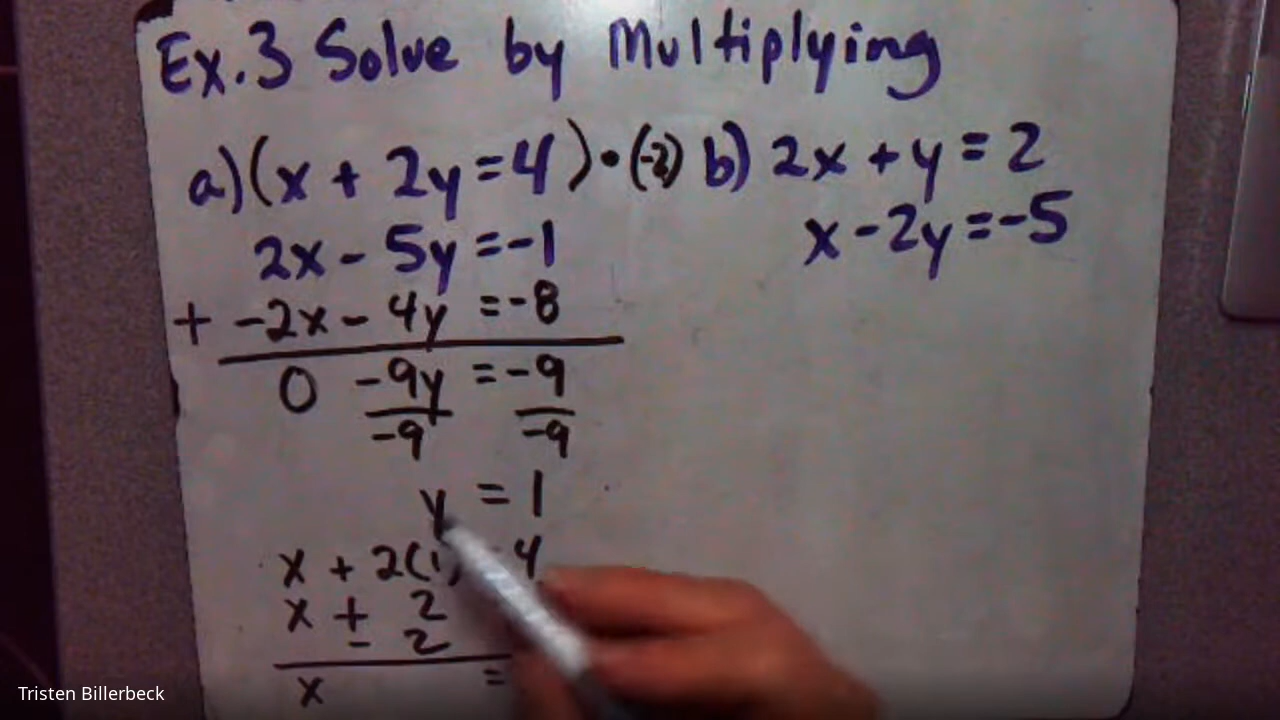 Ex.3 Solve by Multiplying
a) (x + 2y = 4) • (-2)
2x - 5y = -1
+ -2x - 4y = -8
0 -9y = -9
-9 -9
y = 1
x + 2(1) 4
x + 2
- 2
x =
b) 2x + y = 2
x - 2y = -5
Tristen Billerbeck